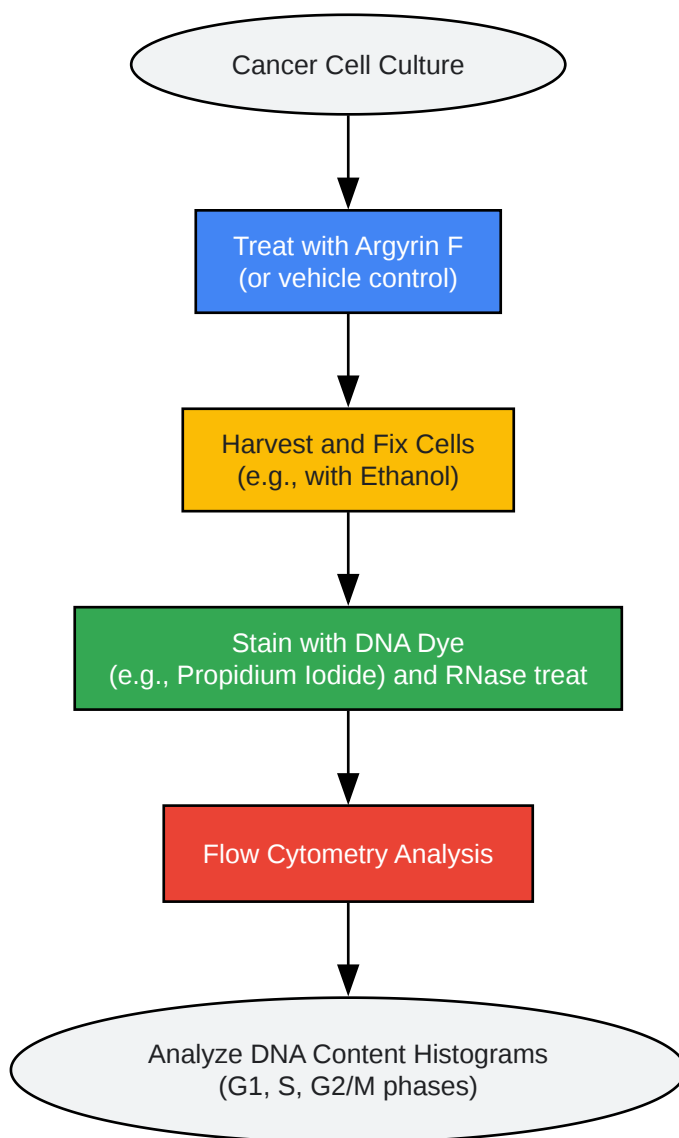 Cancer Cell Culture
Treat with Argyrin F
(or vehicle control)
Harvest and Fix Cells
(e.g., with Ethanol)
Stain with DNA Dye
(e.g., Propidium Iodide) and RNase treat
Flow Cytometry Analysis
Analyze DNA Content Histograms
(G1, S, G2/M phases)